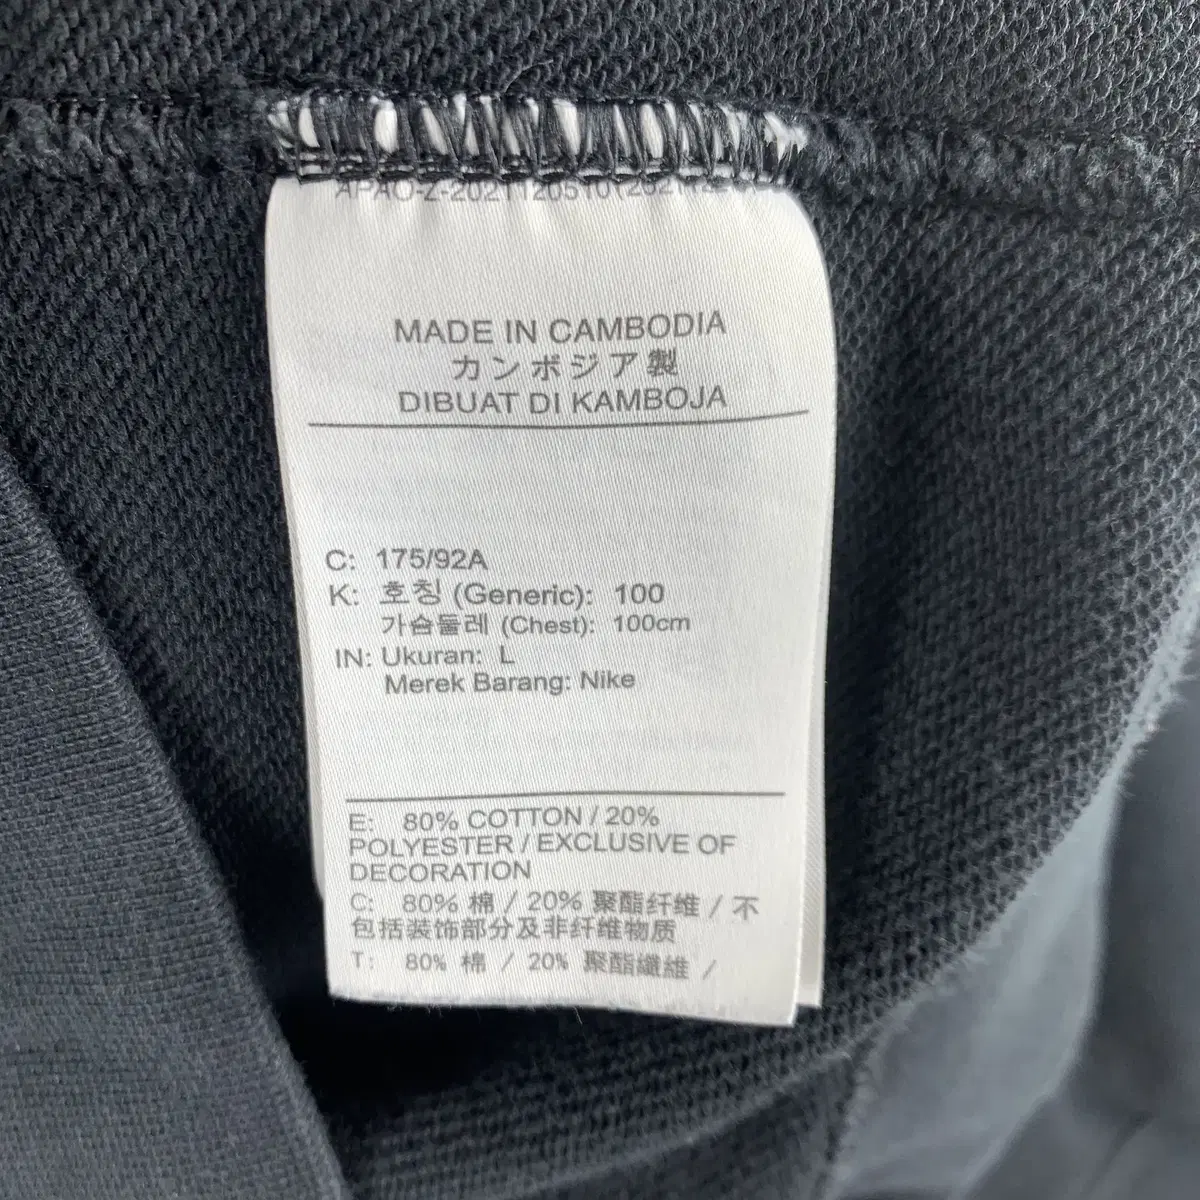 MADE IN CAMBODIA
カンボジア製
DIBUAT DI KAMBOJA
C: 175/92A
K: 호칭 (Generic): 100
가슴둘레 (Chest): 100cm
IN: Ukuran: L
Merek Barang: Nike
E: 80% COTTON / 20%
POLYESTER / EXCLUSIVE OF
DECORATION
C: 80% 棉 / 20% 聚酯纤维 / 不
包括装饰部分及非纤维物质
T: 80% 棉 / 20% 聚酯纖維 /